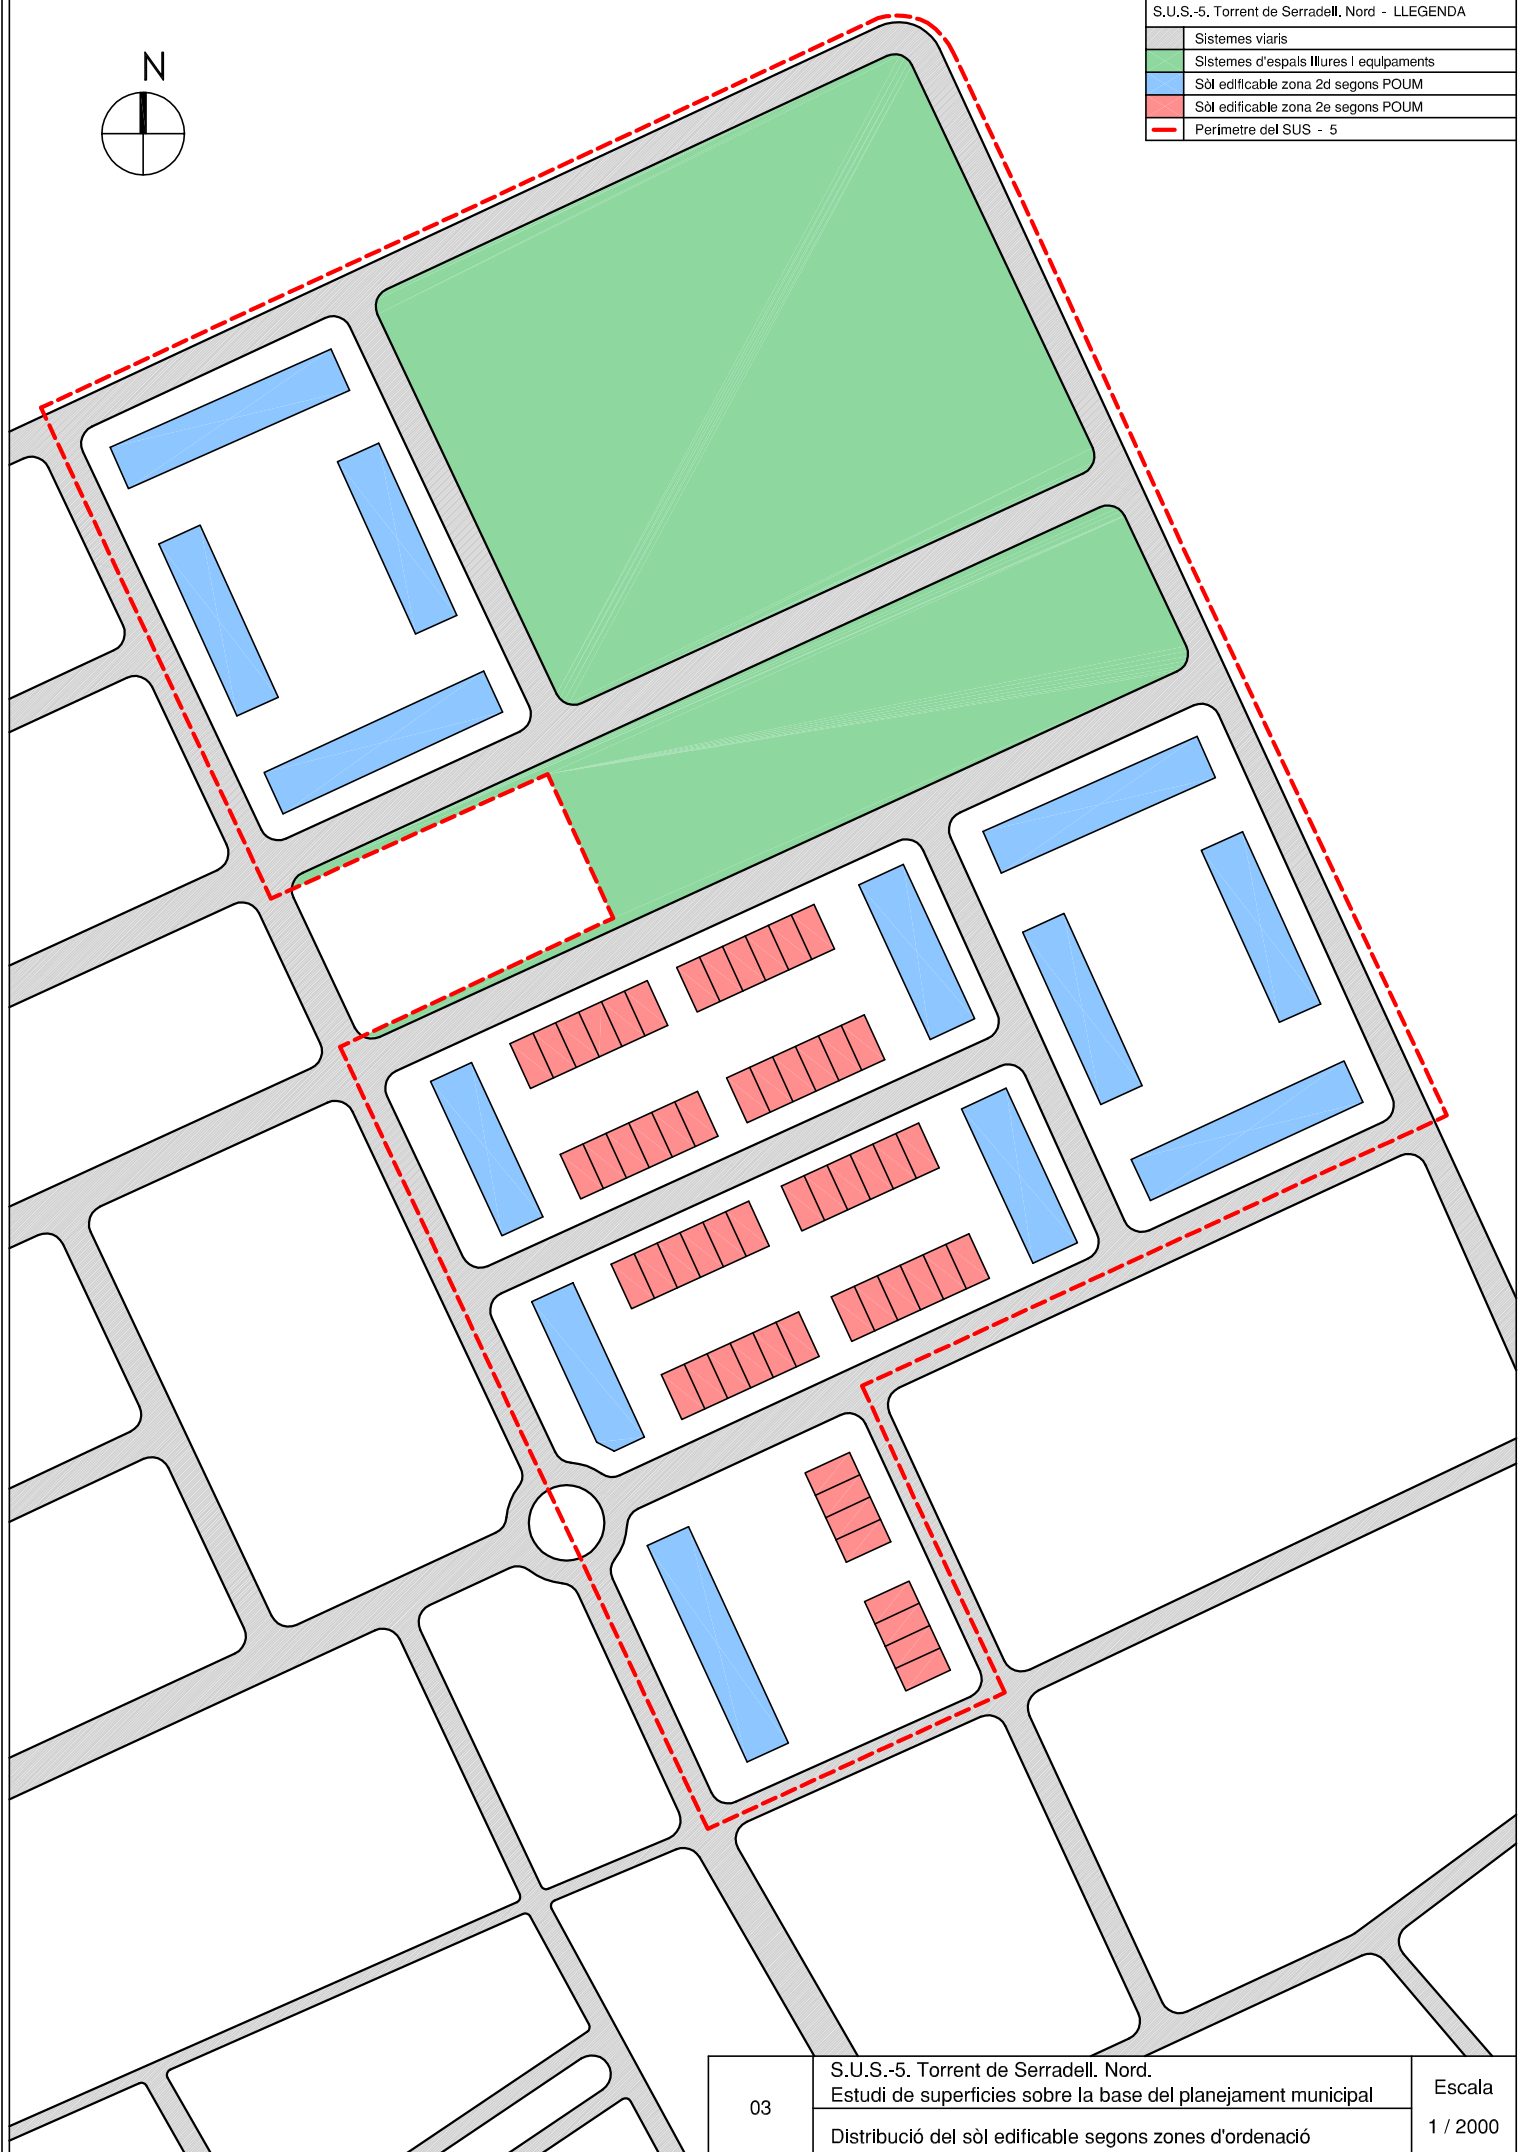 S.U.S.-5. Torrent de Serradell. Nord - LLEGENDA
Sistemes viaris
Sistemes d'espais lliures i equipaments
Sòl edificable zona 2d segons POUM
Sòl edificable zona 2e segons POUM
Perímetre del SUS - 5
N
03
S.U.S.-5. Torrent de Serradell. Nord.
Estudi de superfícies sobre la base del planejament municipal
Distribució del sòl edificable segons zones d'ordenació
Escala
1 / 2000